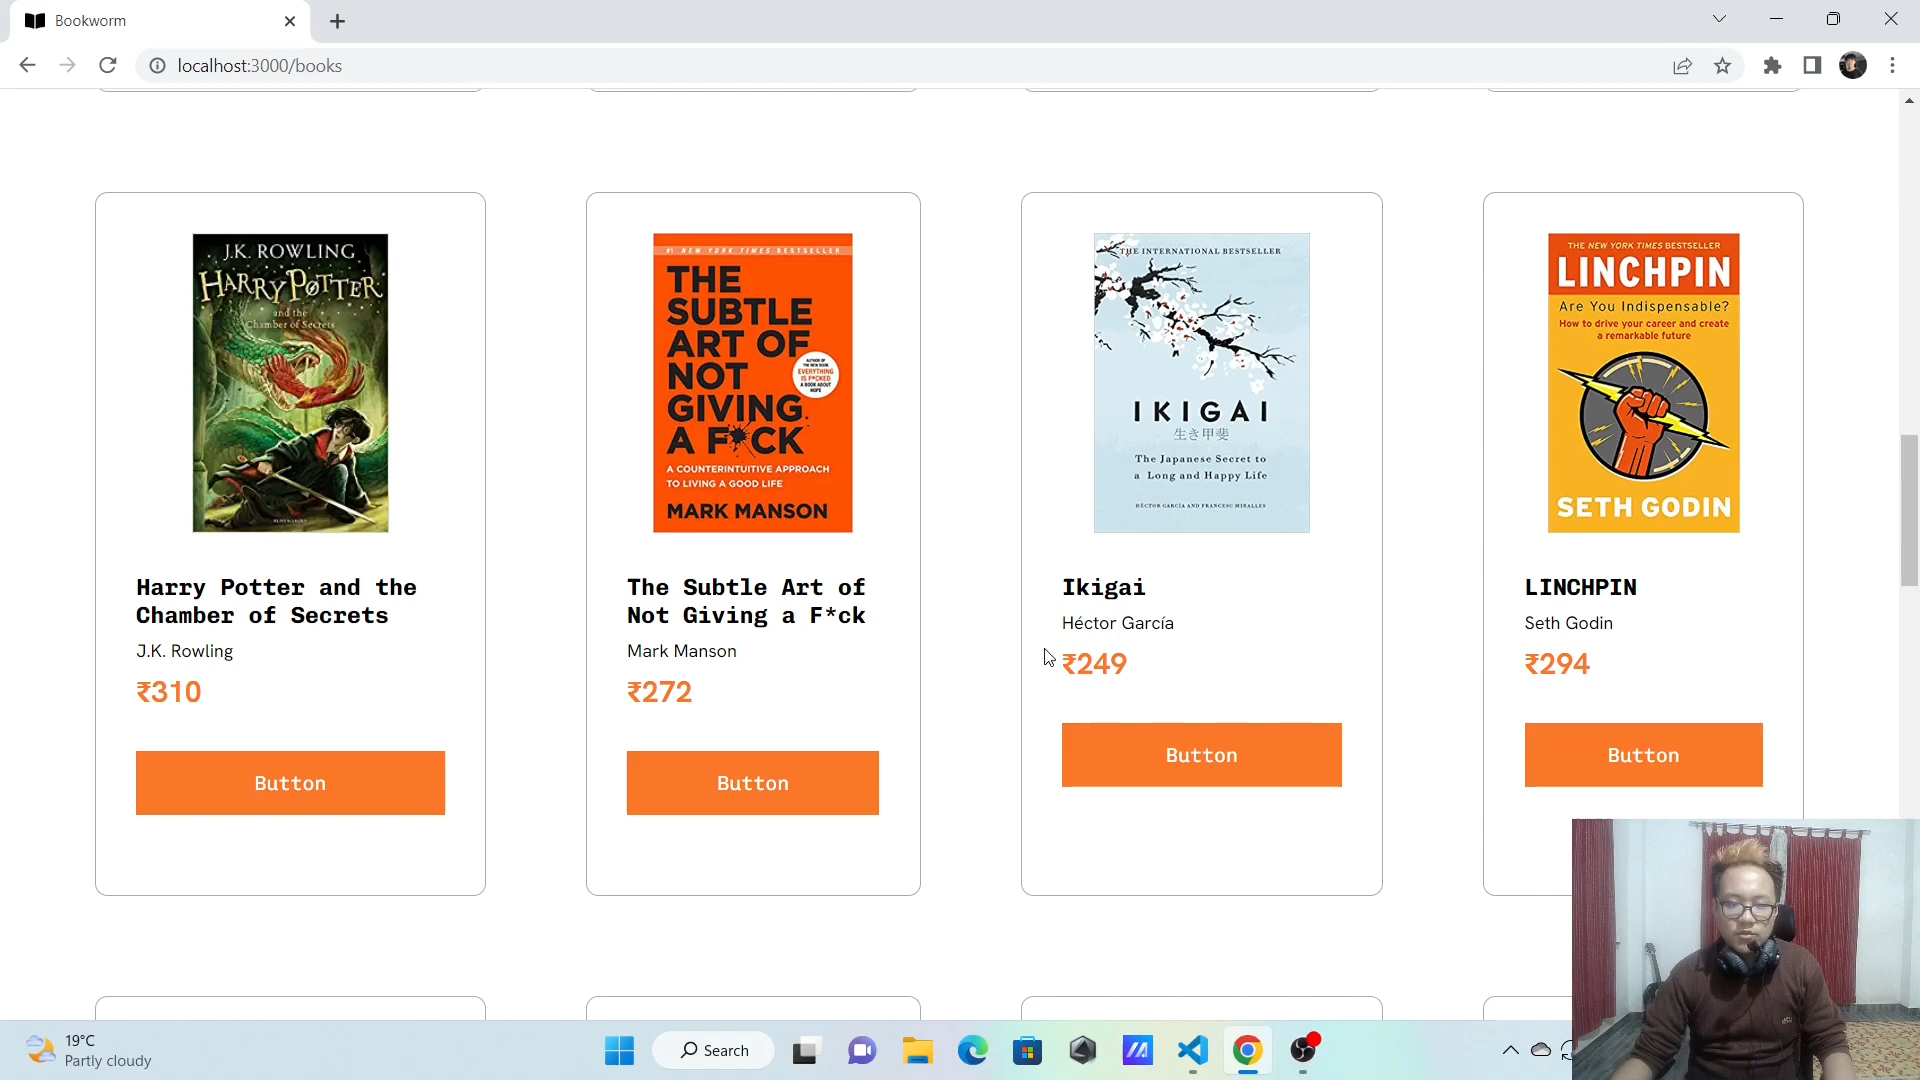 Bookworm
localhost:3000/books
J.K. ROWLING
HARRY POTTER
and the
Chamber of Secrets
Harry Potter and the
Chamber of Secrets
J.K. Rowling
₹310
Button
#1 NEW YORK TIMES BESTSELLER
THE
SUBTLE
ART OF
NOT
GIVING
A F*CK
AUTHOR OF
THE NEW BOOK
EVERYTHING
IS F*CKED
A BOOK ABOUT
HOPE
A COUNTERINTUITIVE APPROACH
TO LIVING A GOOD LIFE
MARK MANSON
The Subtle Art of
Not Giving a F*ck
Mark Manson
₹272
Button
THE INTERNATIONAL BESTSELLER
IKIGAI
生き甲斐
The Japanese Secret to
a Long and Happy Life
HÉCTOR GARCÍA AND FRANCESC MIRALLES
Ikigai
Héctor García
₹249
Button
THE NEW YORK TIMES BESTSELLER
LINCHPIN
Are You Indispensable?
How to drive your career and create
a remarkable future
SETH GODIN
LINCHPIN
Seth Godin
₹294
Button
19°C
Partly cloudy
Search